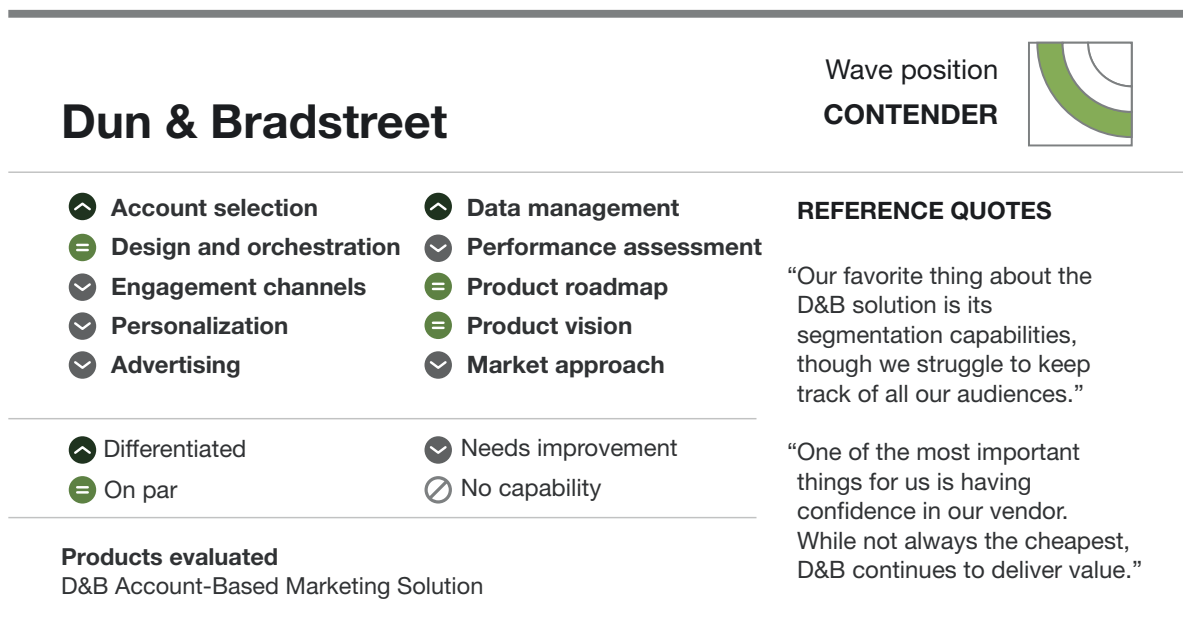 Wave position
CONTENDER
Dun & Bradstreet
Account selection
Design and orchestration
Engagement channels
Personalization
Advertising
Data management
Performance assessment
Product roadmap
Product vision
Market approach
Differentiated
On par
Needs improvement
No capability
Products evaluated
D&B Account-Based Marketing Solution
REFERENCE QUOTES
“Our favorite thing about the
D&B solution is its
segmentation capabilities,
though we struggle to keep
track of all our audiences.”
“One of the most important
things for us is having
confidence in our vendor.
While not always the cheapest,
D&B continues to deliver value.”